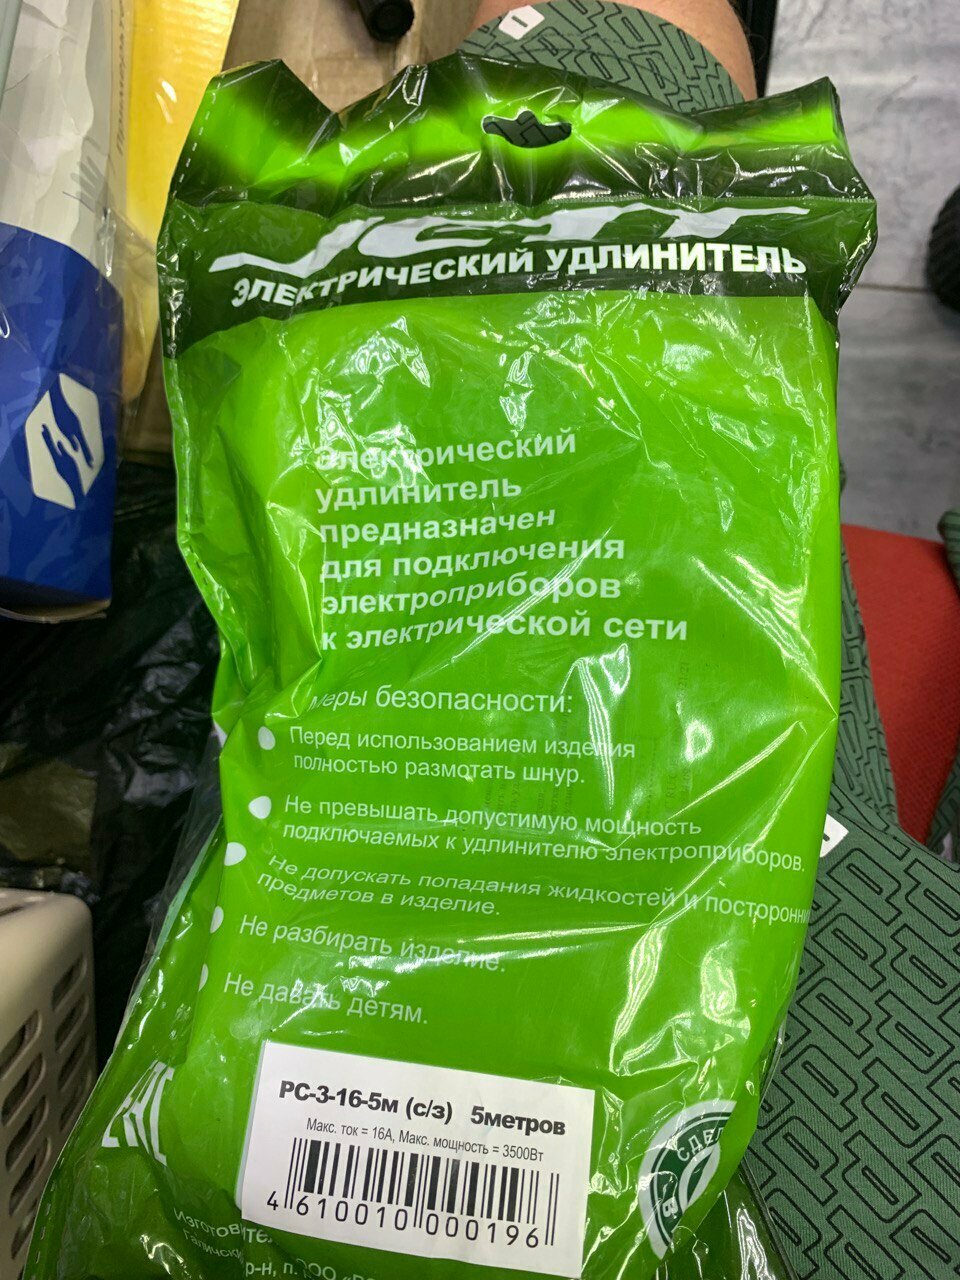 ЭЛЕКТРИЧЕСКИЙ УДЛИНИТЕЛЬ
Электрический
удлинитель
предназначен
для подключения
электроприборов
к электрической сети
Меры безопасности:
Перед использованием изделия
полностью размотать шнур.
Не превышать допустимую мощность
подключаемых к удлинителю электроприборов.
Не допускать попадания жидкостей и
предметов в изделие.
Не разбирать изделие.
Не давать детям.
РС-3-16-5м (с/з) 5метров
Макс. ток = 16А, Макс. мощность = 3500Вт
4 610010 000196
EAC